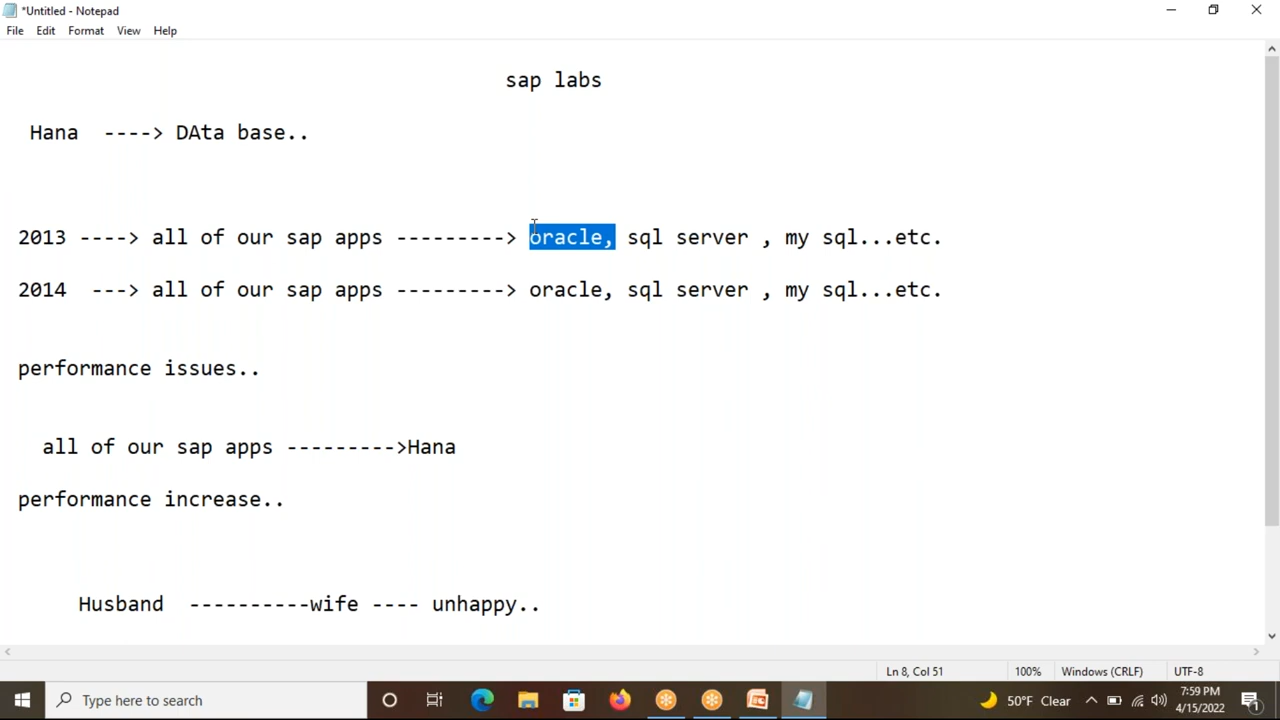 *Untitled - Notepad
File Edit Format View Help
sap labs
Hana ----> DAta base..
2013 ----> all of our sap apps ---------> oracle, sql server , my sql...etc.
2014 ---> all of our sap apps ---------> oracle, sql server , my sql...etc.
performance issues..
all of our sap apps --------->Hana
performance increase..
Husband ----------wife ---- unhappy..
Ln 8, Col 51 100% Windows (CRLF) UTF-8
Type here to search
50°F Clear
7:59 PM
4/15/2022
1